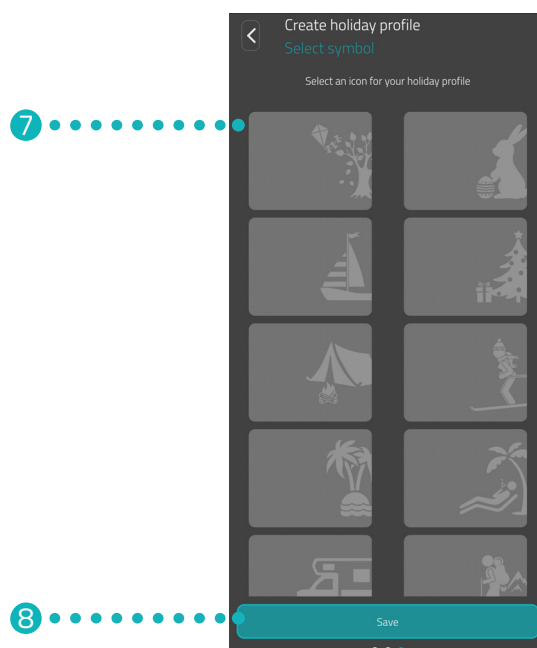 Create holiday profile
Select symbol
Select an icon for your holiday profile
7
8
Save